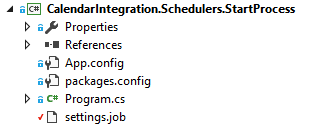 C# CalendarIntegration.Schedulers.StartProcess
Properties
References
App.config
packages.config
C# Program.cs
settings.job